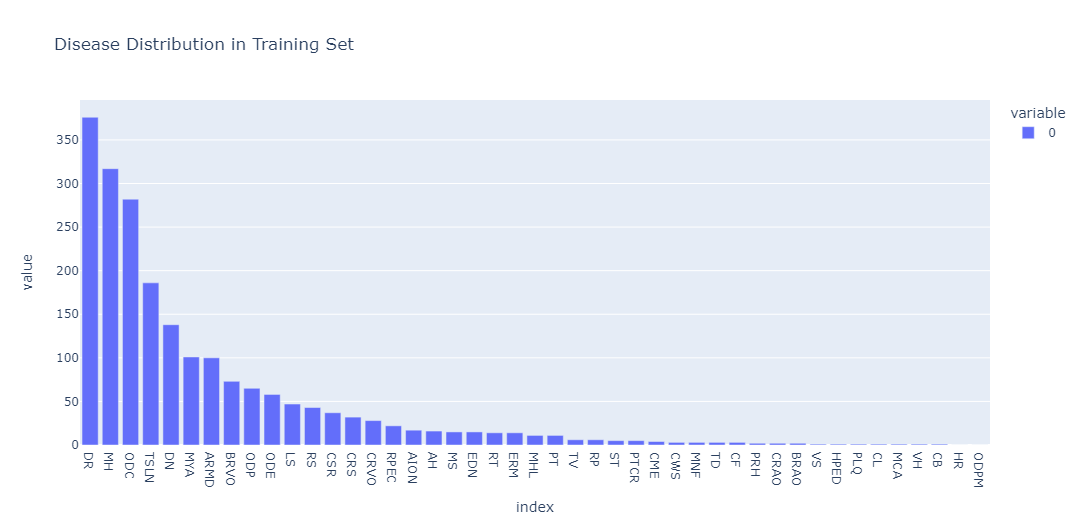 Disease Distribution in Training Set
variable
0
value
350
300
250
200
150
100
50
0
DR
MH
ODC
TSLN
DN
MYA
ARMD
BRVO
ODP
ODE
LS
RS
CSR
CRS
CRVO
RPEC
AION
AH
MS
EDN
RT
ERM
MHL
PT
TV
RP
ST
PTCR
CME
CWS
MNF
TD
CF
PRH
CRAO
BRAO
VS
HPED
PLQ
CL
MCA
VH
CB
HR
ODPM
index